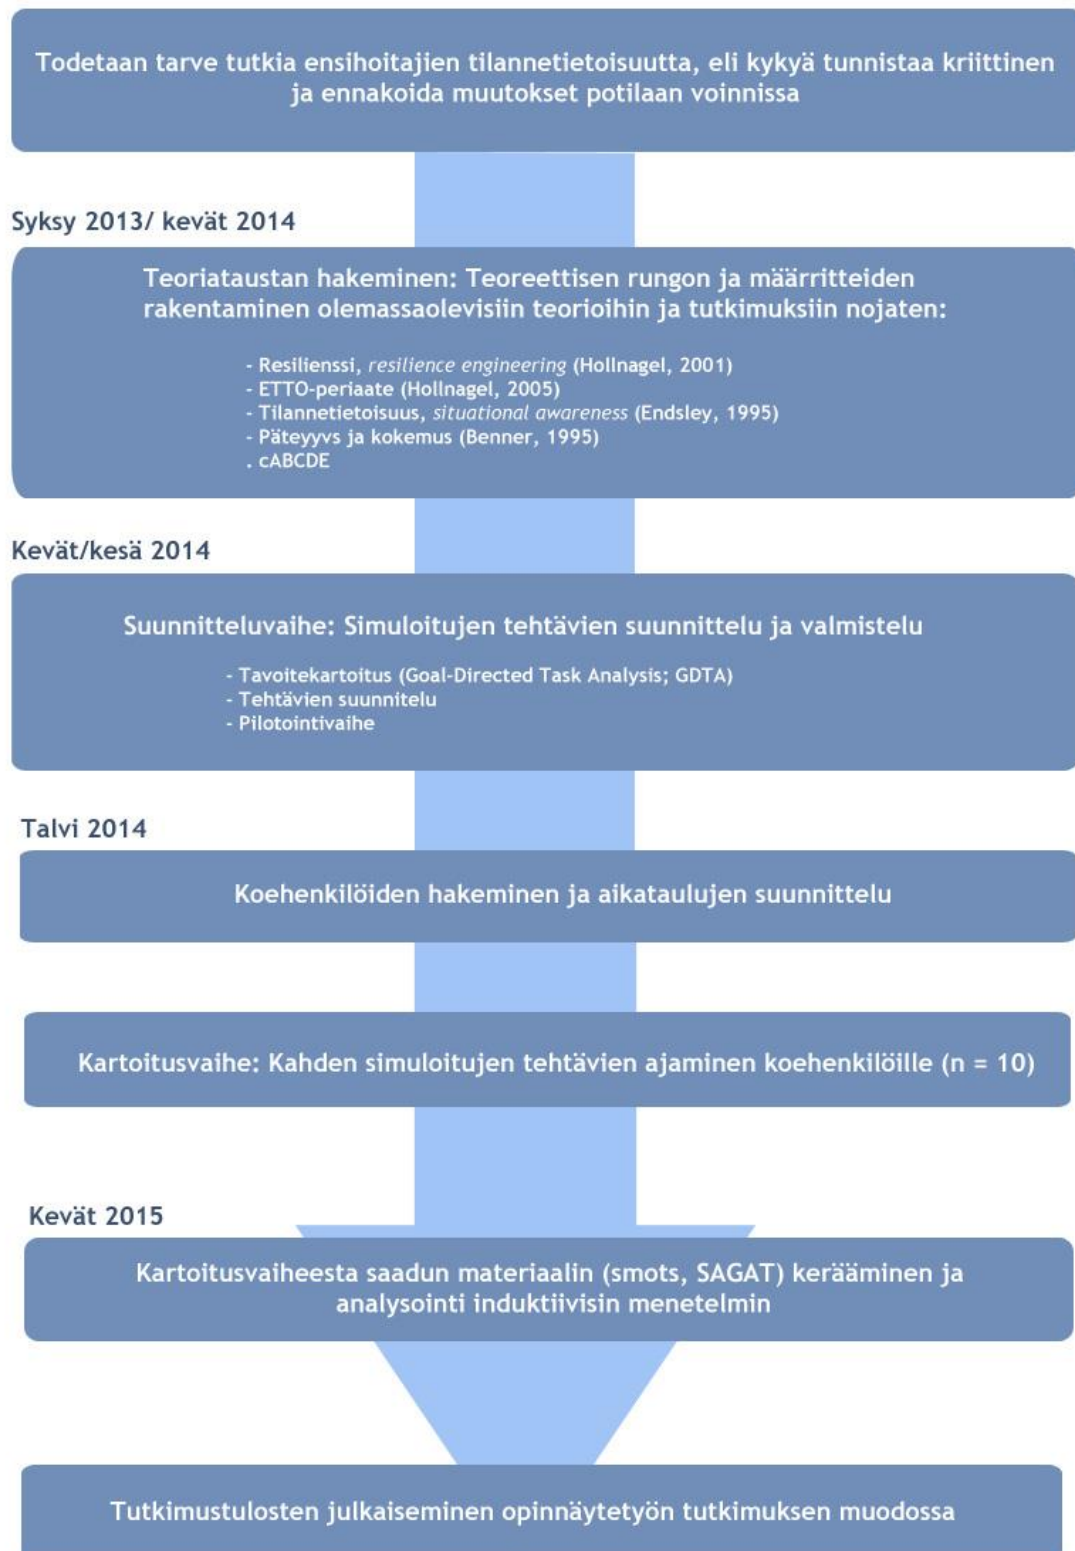 Todetaan tarve tutkia ensihoitajien tilannetietoisuutta, eli kykyä tunnistaa kriittinen
ja ennakoida muutokset potilaan voinnissa
Syksy 2013/ kevät 2014
Teoriataustan hakeminen: Teoreettisen rungon ja määrritteiden
rakentaminen olemassaolevisiin teorioihin ja tutkimuksiin nojaten:
- Resilienssi, resilience engineering (Hollnagel, 2001)
- ETTO-periaate (Hollnagel, 2005)
- Tilannetietoisuus, situational awareness (Endsley, 1995)
- Päteyyvs ja kokemus (Benner, 1995)
. cABCDE
Kevät/kesä 2014
Suunnitteluvaihe: Simuloitujen tehtävien suunnittelu ja valmistelu
- Tavoitekartoitus (Goal-Directed Task Analysis; GDTA)
- Tehtävien suunnitelu
- Pilotointivaihe
Talvi 2014
Koehenkilöiden hakeminen ja aikataulujen suunnittelu
Kartoitusvaihe: Kahden simuloitujen tehtävien ajaminen koehenkilöille (n = 10)
Kevät 2015
Kartoitusvaiheesta saadun materiaalin (smots, SAGAT) kerääminen ja
analysointi induktiivisin menetelmin
Tutkimustulosten julkaiseminen opinnäytetyön tutkimuksen muodossa